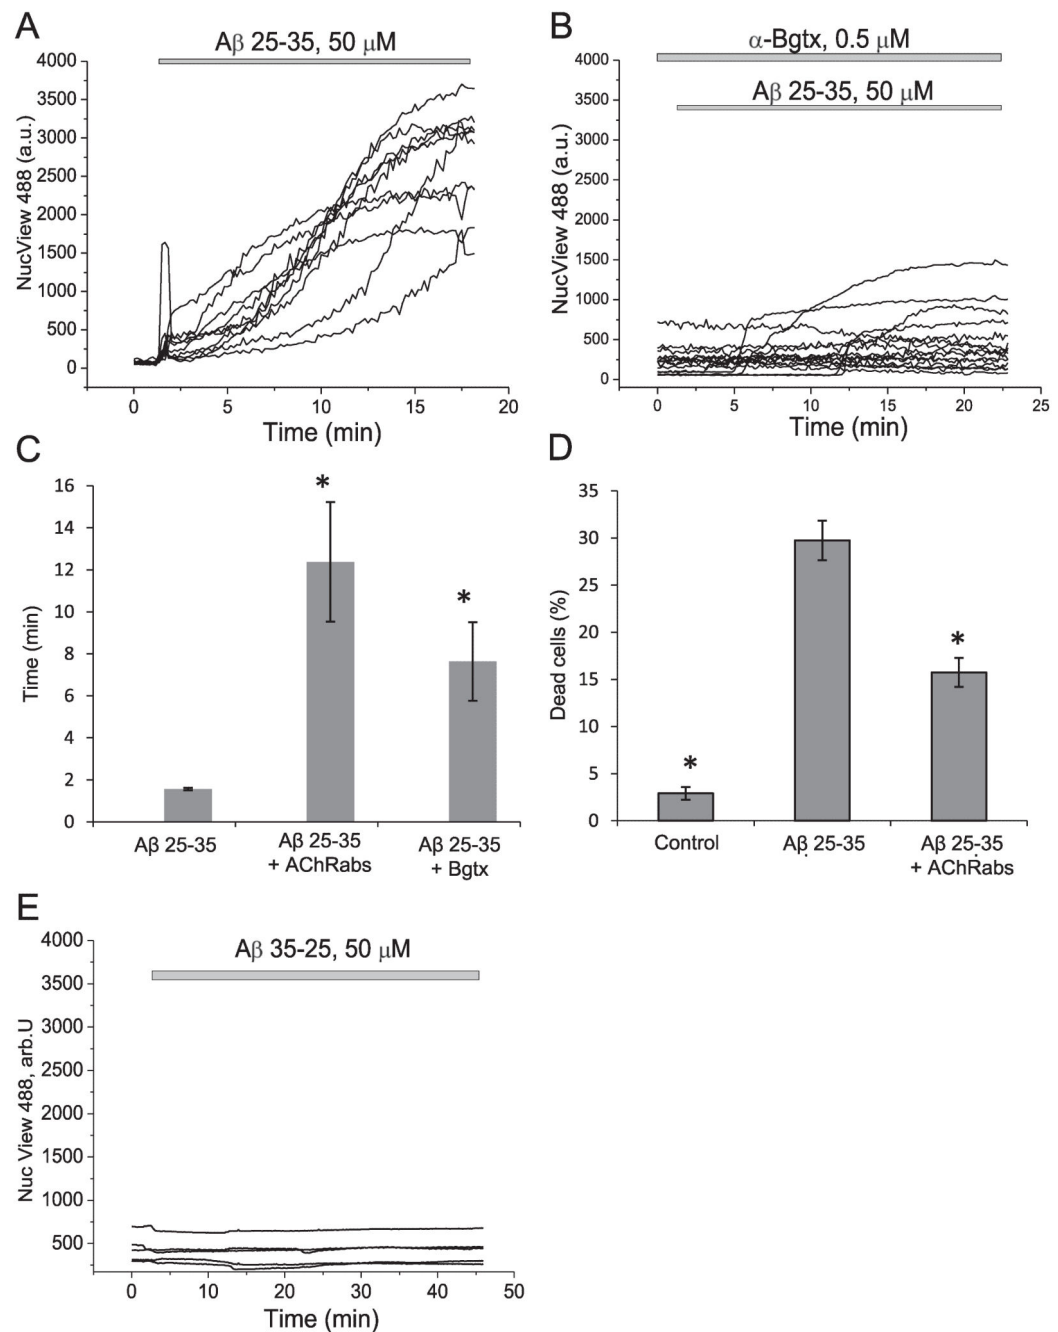 A
Aβ 25-35, 50 μM
NucView 488 (a.u.)
4000
3500
3000
2500
2000
1500
1000
500
0
0 5 10 15 20
Time (min)
B
α-Bgtx, 0.5 μM
Aβ 25-35, 50 μM
NucView 488 (a.u.)
4000
3500
3000
2500
2000
1500
1000
500
0
0 5 10 15 20 25
Time (min)
C
Time (min)
16
14
12
10
8
6
4
2
0
*
*
Aβ 25-35
Aβ 25-35
+ AChRabs
Aβ 25-35
+ Bgtx
D
Dead cells (%)
35
30
25
20
15
10
5
0
*
*
Control
Aβ 25-35
Aβ 25-35
+ AChRabs
E
Aβ 35-25, 50 μM
Nuc View 488, arb.U
4000
3500
3000
2500
2000
1500
1000
500
0 10 20 30 40 50
Time (min)